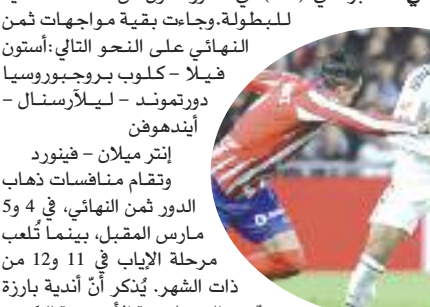 للبطولة.وجاءت بقية مواجهات ثمن
النهائي على النحو التالي:أستون
فيلا – كلوب بروجبوروسيا
دورتموند – ليلآرسنال –
أيندهوفن
إنتر ميلان – فينورد
وتقام منافسات ذهاب
الدور ثمن النهائي، في 4 و5
مارس المقبل، بينما تُلعب
مرحلة الإياب في 11 و12 من
ذات الشهر. يُذكر أنّ أندية بارزة